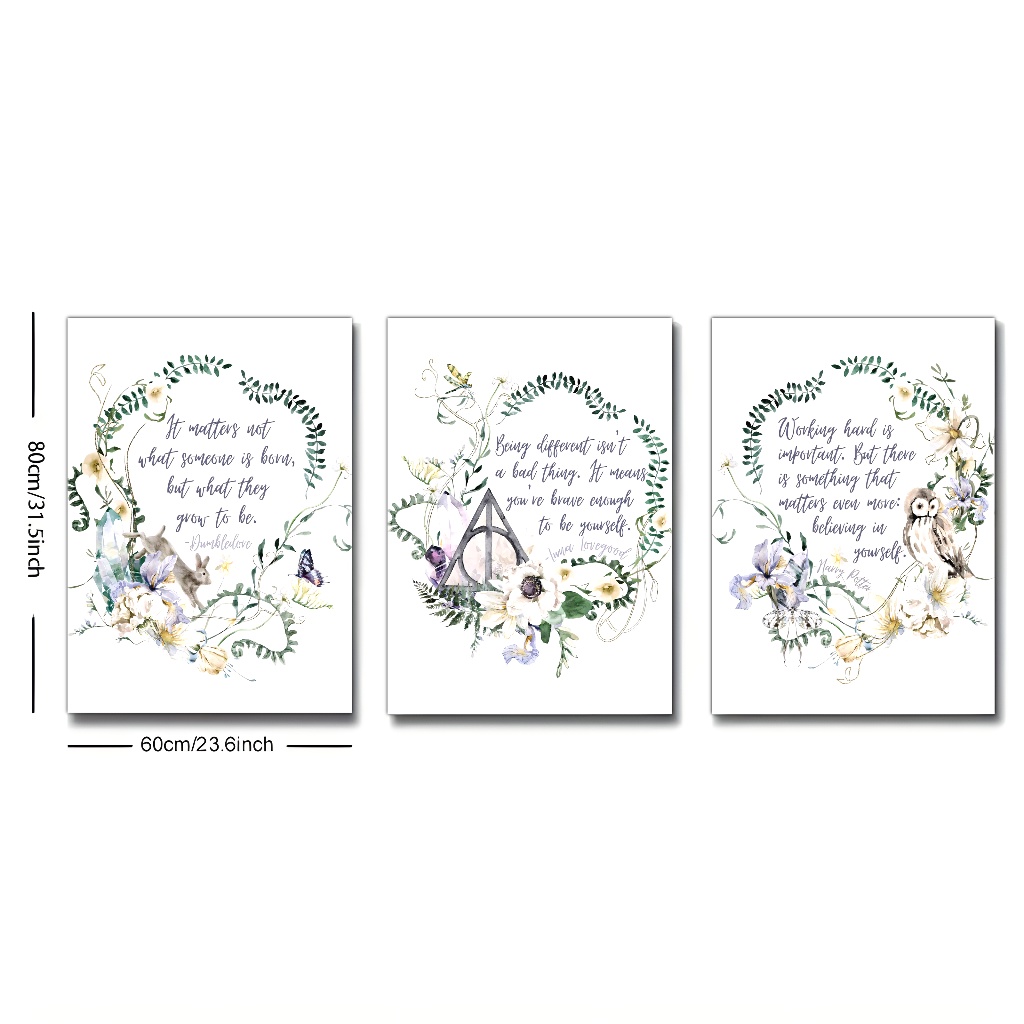 80cm/31.5inch
It matters not
what someone is born,
but what they
grow to be.
-Dumbledore
Being different isn't
a bad thing. It means
you're brave enough
to be yourself.
lovegood
Working hard is
important. But there
is something that
matters even more:
believing in
yourself.
Harry Potter
60cm/23.6inch